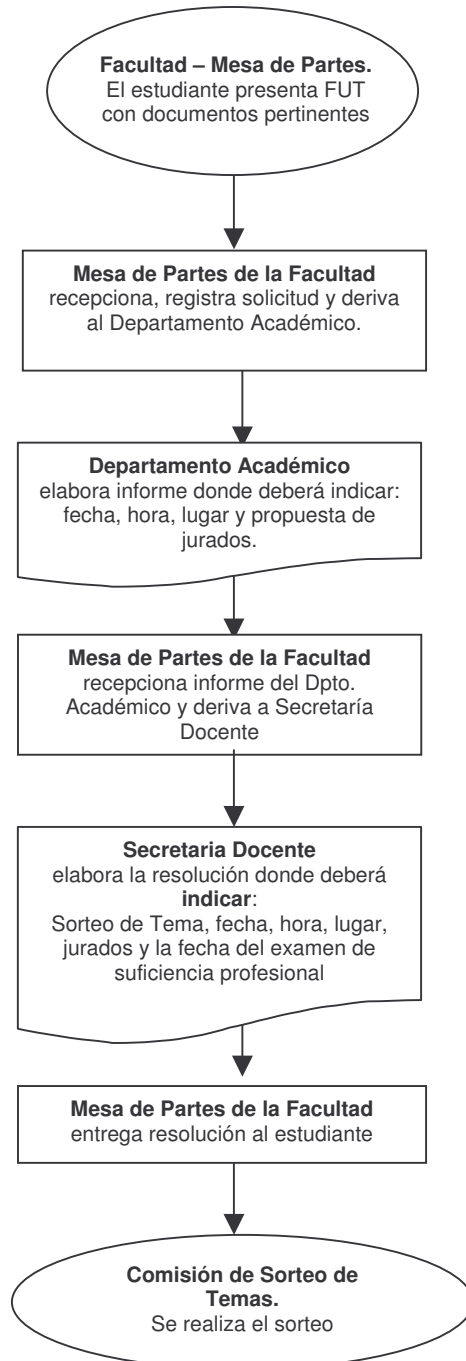 Facultad – Mesa de Partes.
El estudiante presenta FUT
con documentos pertinentes
Mesa de Partes de la Facultad
recepciona, registra solicitud y deriva
al Departamento Académico.
Departamento Académico
elabora informe donde deberá indicar:
fecha, hora, lugar y propuesta de
jurados.
Mesa de Partes de la Facultad
recepciona informe del Dpto.
Académico y deriva a Secretaría
Docente
Secretaria Docente
elabora la resolución donde deberá
indicar:
Sorteo de Tema, fecha, hora, lugar,
jurados y la fecha del examen de
suficiencia profesional
Mesa de Partes de la Facultad
entrega resolución al estudiante
Comisión de Sorteo de
Temas.
Se realiza el sorteo